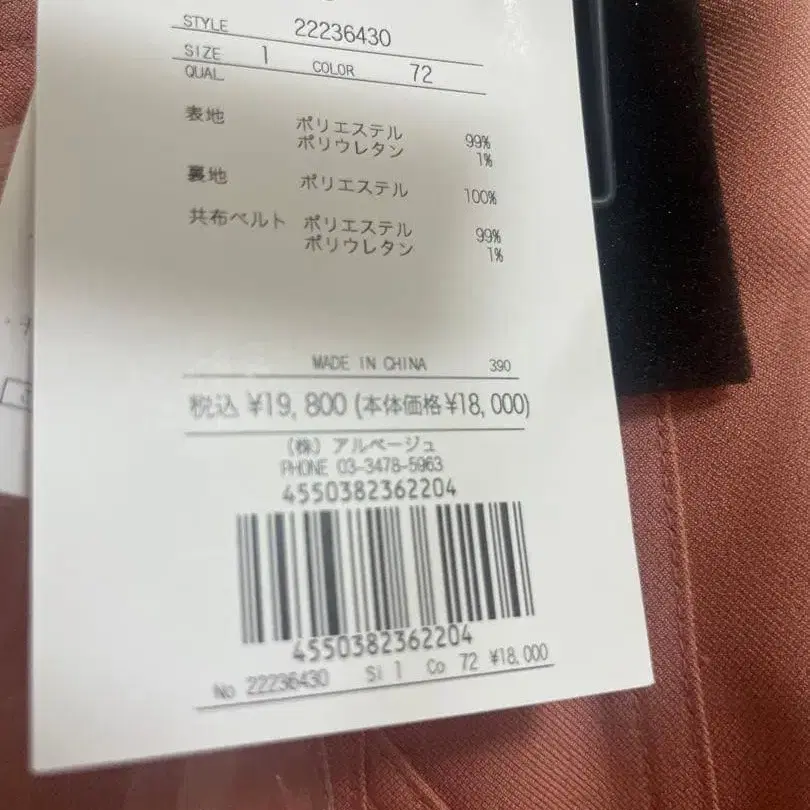 STYLE 22236430
SIZE 1 COLOR 72
QUAL
表地 ポリエステル 99%
ポリウレタン 1%
裏地 ポリエステル 100%
共布ベルト ポリエステル 99%
ポリウレタン 1%
MADE IN CHINA 390
税込 ¥19,800 (本体価格¥18,000)
(株) アルページュ
PHONE 03-3478-5963
4550382362204
4550382362204
No 22236430 Si 1 Co 72 ¥18,000